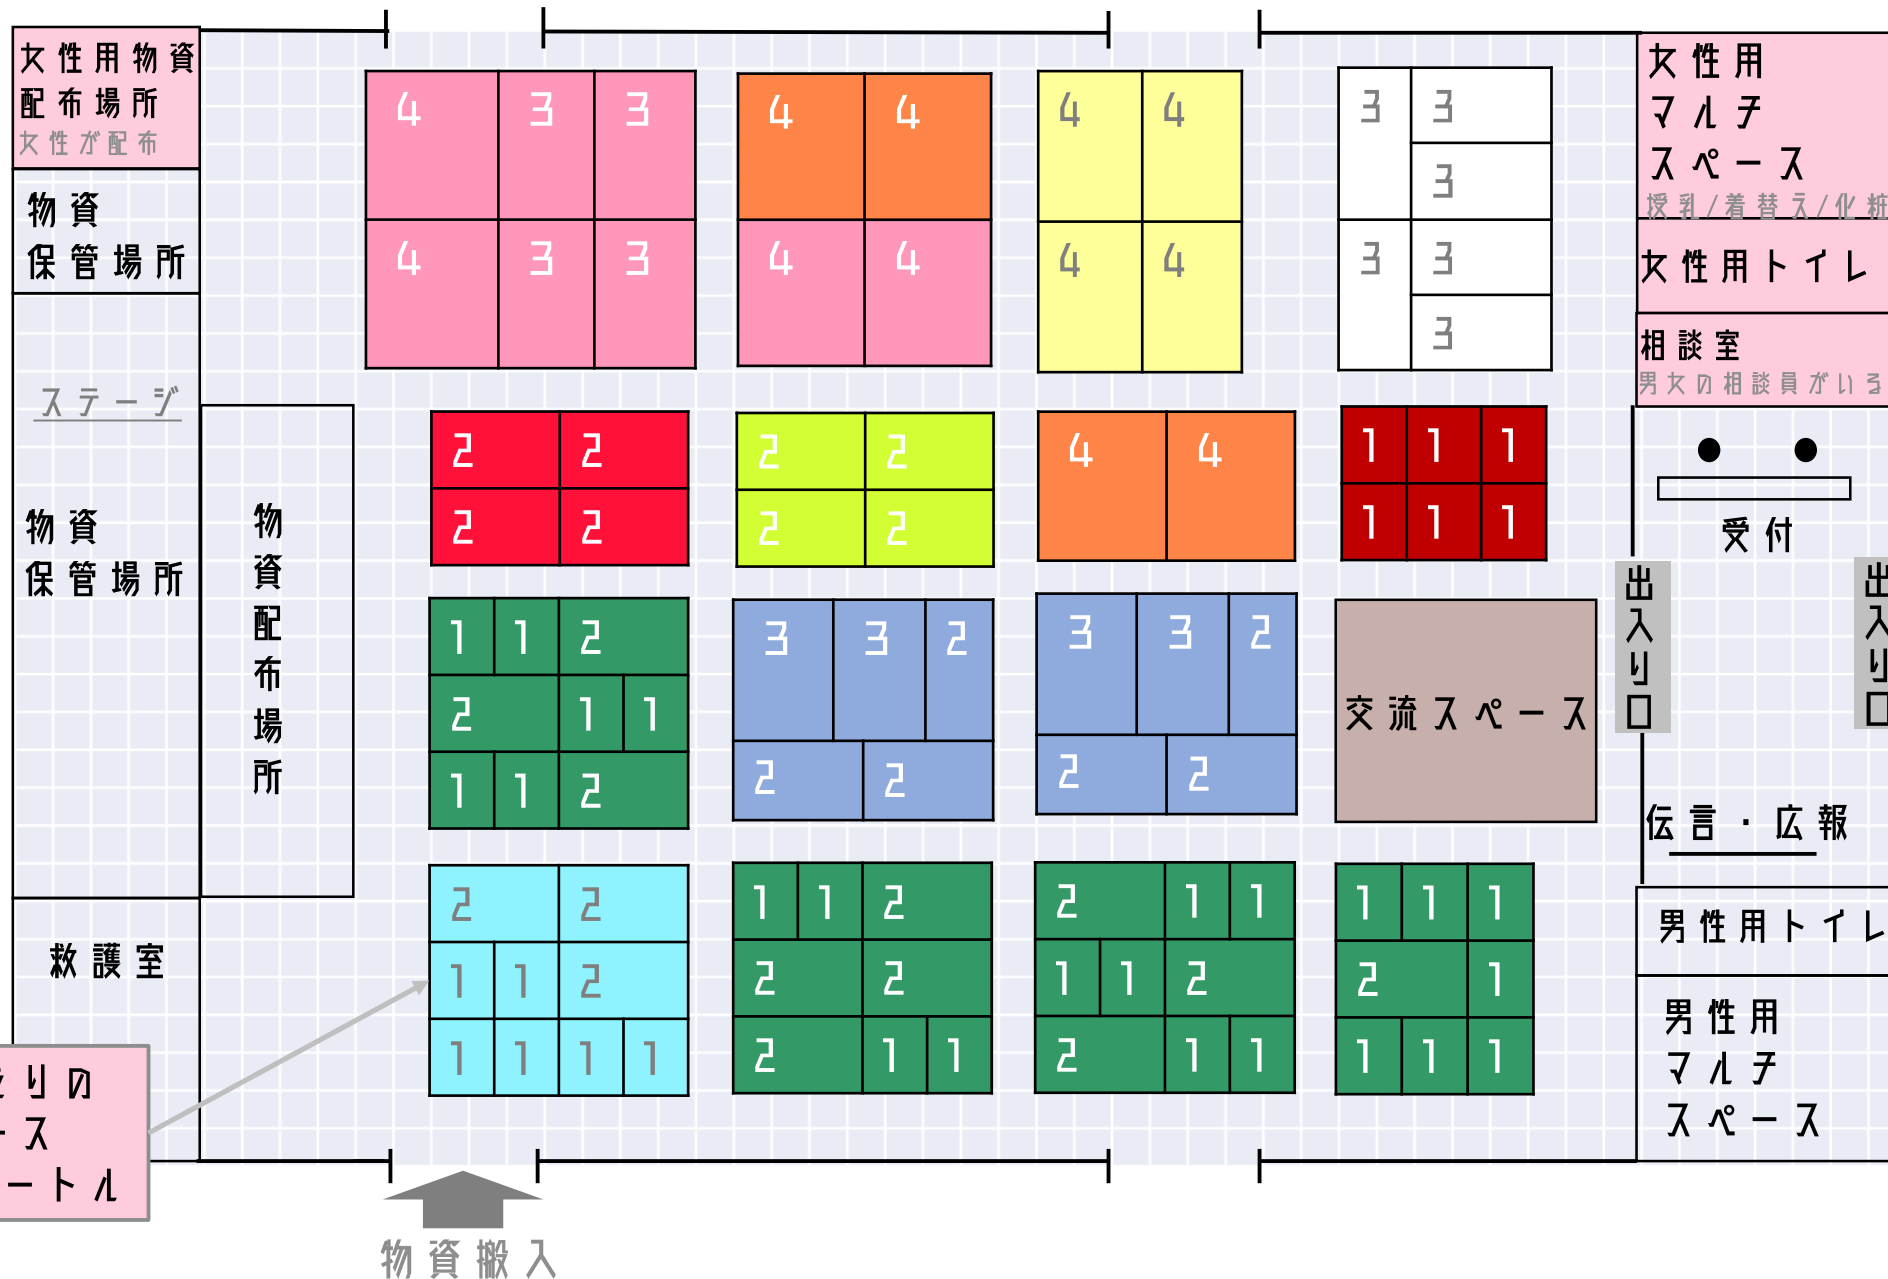 女性用物資
配布場所
女性が配布
物資
保管場所
ステージ
物資
保管場所
物資配布場所
救護室
4 3 3
4 3 3
4 4
4 4
4 4
4 4
3 3
3
3 3
3
2 2
2 2
2 2
2 2
4 4
1 1 1
1 1 1
1 1 2
2 1 1
1 1 2
3 3 2
2 2
3 3 2
2 2
交流スペース
2 2
1 1 2
1 1 1 1
1 1 2
2 2
2 1 1
2 1 1
1 1 2
2 1 1
1 1 1
2 1
1 1 1
女性用
マルチ
スペース
授乳/着替え/化粧
女性用トイレ
相談室
男女の相談員がいる
受付
出入り口
出入り口
伝言・広報
男性用トイレ
男性用
マルチ
スペース
りの
ース
ートル
物資搬入